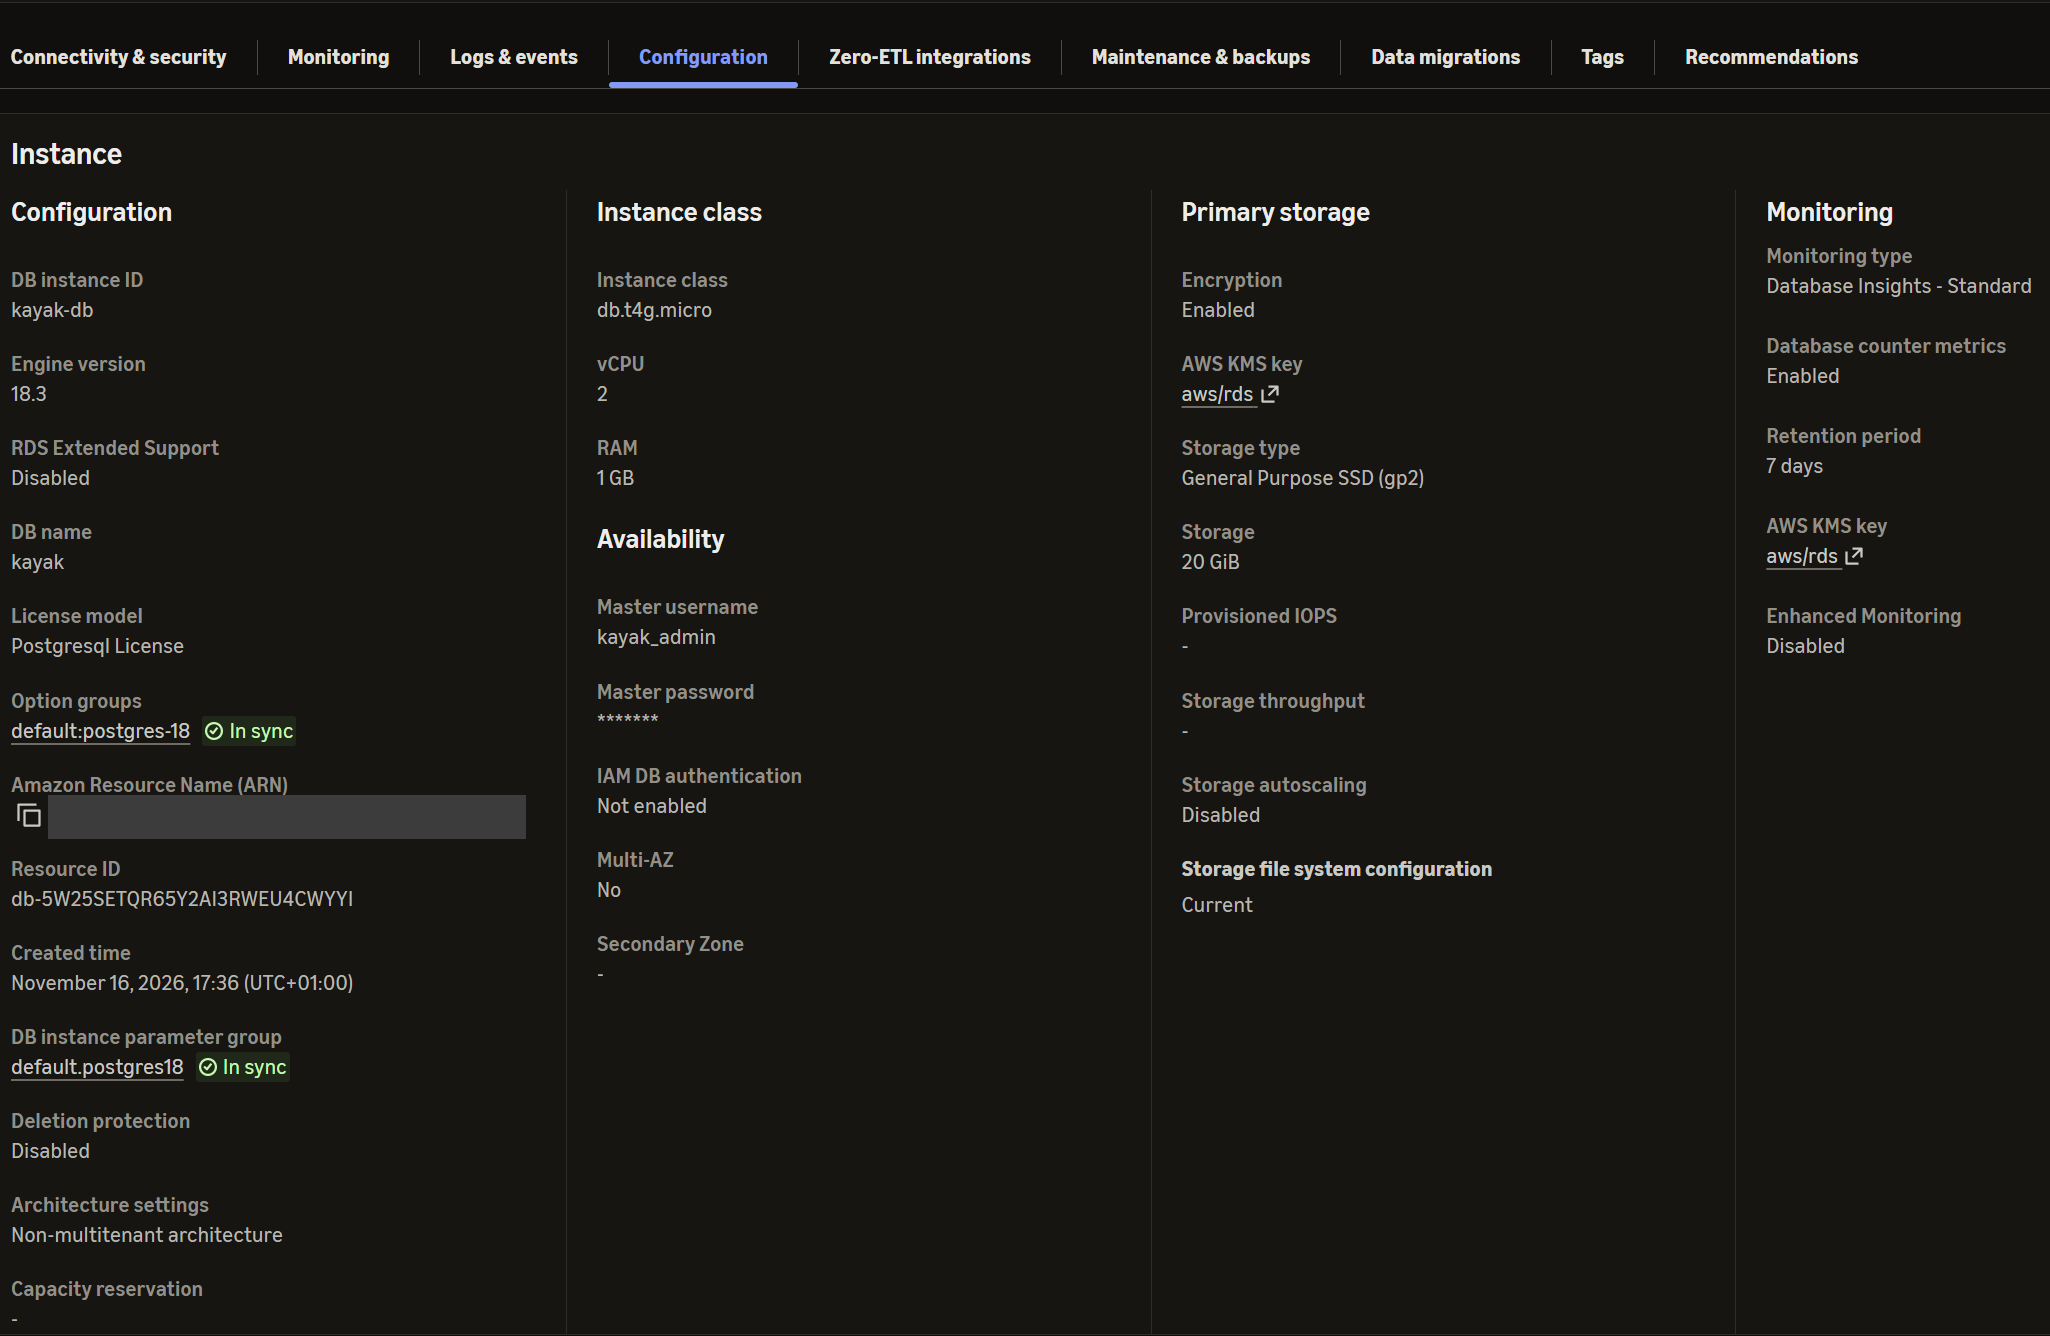 Connectivity & security
Monitoring
Logs & events
Configuration
Zero-ETL integrations
Maintenance & backups
Data migrations
Tags
Recommendations
Instance
Configuration
DB instance ID
kayak-db
Engine version
18.3
RDS Extended Support
Disabled
DB name
kayak
License model
Postgresql License
Option groups
default:postgres-18 In sync
Amazon Resource Name (ARN)
Resource ID
db-5W25SETQR65Y2AI3RWEU4CWYYI
Created time
November 16, 2026, 17:36 (UTC+01:00)
DB instance parameter group
default.postgres18 In sync
Deletion protection
Disabled
Architecture settings
Non-multitenant architecture
Capacity reservation
-
Instance class
Instance class
db.t4g.micro
vCPU
2
RAM
1 GB
Availability
Master username
kayak_admin
Master password
*******
IAM DB authentication
Not enabled
Multi-AZ
No
Secondary Zone
-
Primary storage
Encryption
Enabled
AWS KMS key
aws/rds
Storage type
General Purpose SSD (gp2)
Storage
20 GiB
Provisioned IOPS
-
Storage throughput
-
Storage autoscaling
Disabled
Storage file system configuration
Current
Monitoring
Monitoring type
Database Insights - Standard
Database counter metrics
Enabled
Retention period
7 days
AWS KMS key
aws/rds
Enhanced Monitoring
Disabled